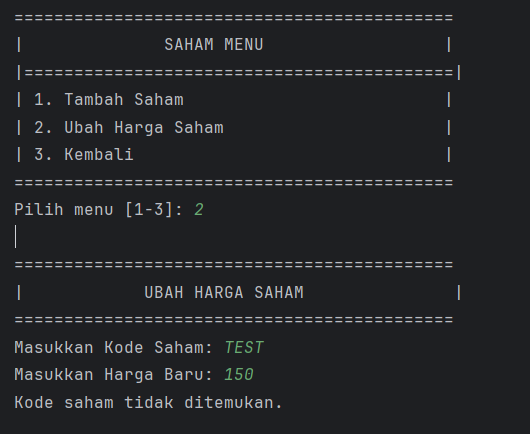 ============================================
|              SAHAM MENU                  |
|===========================================|
| 1. Tambah Saham                          |
| 2. Ubah Harga Saham                      |
| 3. Kembali                               |
============================================
Pilih menu [1-3]: 2
============================================
|            UBAH HARGA SAHAM               |
============================================
Masukkan Kode Saham: TEST
Masukkan Harga Baru: 150
Kode saham tidak ditemukan.